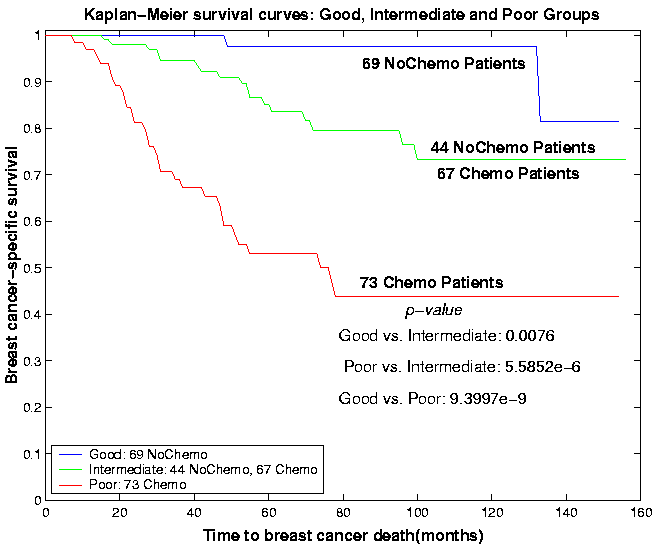 Kaplan−Meier survival curves: Good, Intermediate and Poor Groups
1
0.9
0.8
0.7
0.6
0.5
0.4
0.3
0.2
0.1
0
Breast cancer−specific survival
69 NoChemo Patients
44 NoChemo Patients
67 Chemo Patients
73 Chemo Patients
p−value
Good vs. Intermediate: 0.0076
Poor vs. Intermediate: 5.5852e−6
Good vs. Poor: 9.3997e−9
Good: 69 NoChemo
Intermediate: 44 NoChemo, 67 Chemo
Poor: 73 Chemo
0 20 40 60 80 100 120 140 160
Time to breast cancer death(months)